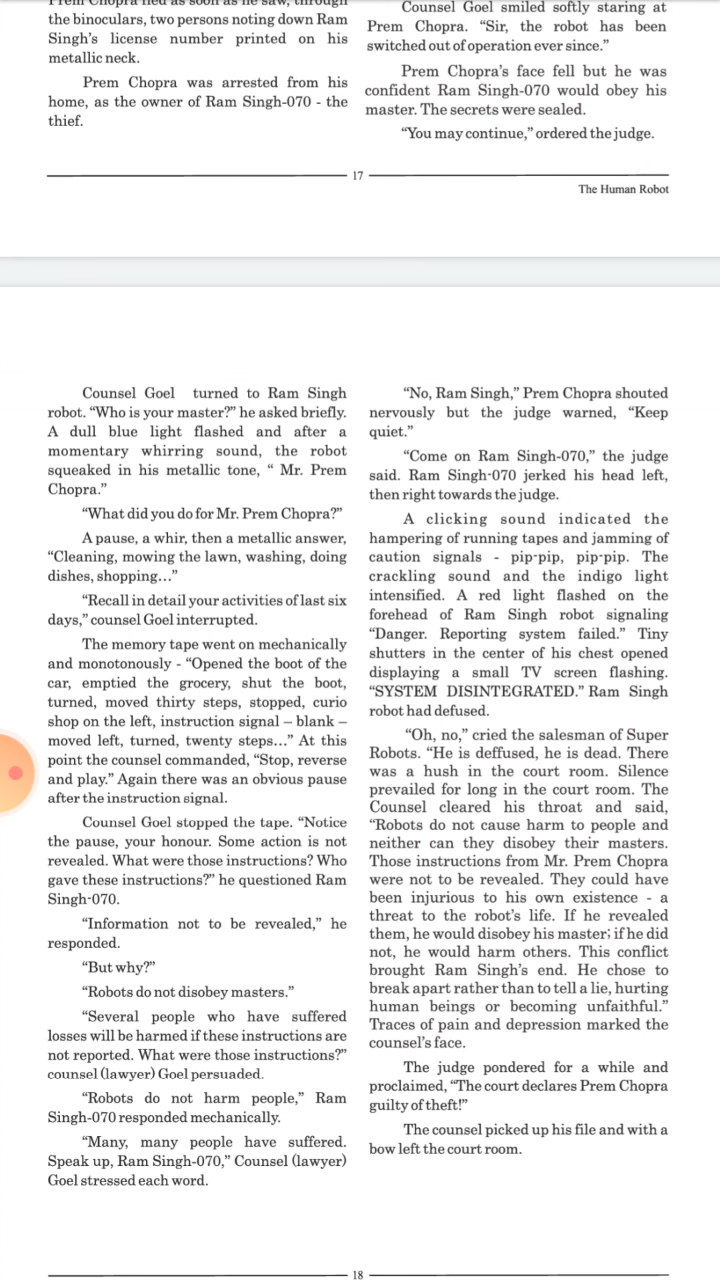 Prem Chopra fled as soon as he saw, through
the binoculars, two persons noting down Ram
Singh's license number printed on his
metallic neck.
Prem Chopra was arrested from his
home, as the owner of Ram Singh-070 - the
thief.
Counsel Goel smiled softly staring at
Prem Chopra. “Sir, the robot has been
switched out of operation ever since.”
Prem Chopra’s face fell but he was
confident Ram Singh-070 would obey his
master. The secrets were sealed.
“You may continue,” ordered the judge.
17
The Human Robot
Counsel Goel turned to Ram Singh
robot. “Who is your master?” he asked briefly.
A dull blue light flashed and after a
momentary whirring sound, the robot
squeaked in his metallic tone, “ Mr. Prem
Chopra.”
“What did you do for Mr. Prem Chopra?”
A pause, a whir, then a metallic answer,
“Cleaning, mowing the lawn, washing, doing
dishes, shopping...”
“Recall in detail your activities of last six
days,” counsel Goel interrupted.
The memory tape went on mechanically
and monotonously - “Opened the boot of the
car, emptied the grocery, shut the boot,
turned, moved thirty steps, stopped, curio
shop on the left, instruction signal – blank –
moved left, turned, twenty steps...” At this
point the counsel commanded, “Stop, reverse
and play.” Again there was an obvious pause
after the instruction signal.
Counsel Goel stopped the tape. “Notice
the pause, your honour. Some action is not
revealed. What were those instructions? Who
gave these instructions?” he questioned Ram
Singh-070.
“Information not to be revealed,” he
responded.
“But why?”
“Robots do not disobey masters.”
“Several people who have suffered
losses will be harmed if these instructions are
not reported. What were those instructions?”
counsel (lawyer) Goel persuaded.
“Robots do not harm people,” Ram
Singh-070 responded mechanically.
“Many, many people have suffered.
Speak up, Ram Singh-070,” Counsel (lawyer)
Goel stressed each word.
“No, Ram Singh,” Prem Chopra shouted
nervously but the judge warned, “Keep
quiet.”
“Come on Ram Singh-070,” the judge
said. Ram Singh-070 jerked his head left,
then right towards the judge.
A clicking sound indicated the
hampering of running tapes and jamming of
caution signals - pip-pip, pip-pip. The
crackling sound and the indigo light
intensified. A red light flashed on the
forehead of Ram Singh robot signaling
“Danger. Reporting system failed.” Tiny
shutters in the center of his chest opened
displaying a small TV screen flashing.
“SYSTEM DISINTEGRATED.” Ram Singh
robot had defused.
“Oh, no,” cried the salesman of Super
Robots. “He is deffused, he is dead. There
was a hush in the court room. Silence
prevailed for long in the court room. The
Counsel cleared his throat and said,
“Robots do not cause harm to people and
neither can they disobey their masters.
Those instructions from Mr. Prem Chopra
were not to be revealed. They could have
been injurious to his own existence - a
threat to the robot’s life. If he revealed
them, he would disobey his master; if he did
not, he would harm others. This conflict
brought Ram Singh’s end. He chose to
break apart rather than to tell a lie, hurting
human beings or becoming unfaithful.”
Traces of pain and depression marked the
counsel’s face.
The judge pondered for a while and
proclaimed, “The court declares Prem Chopra
guilty of theft!”
The counsel picked up his file and with a
bow left the court room.
18